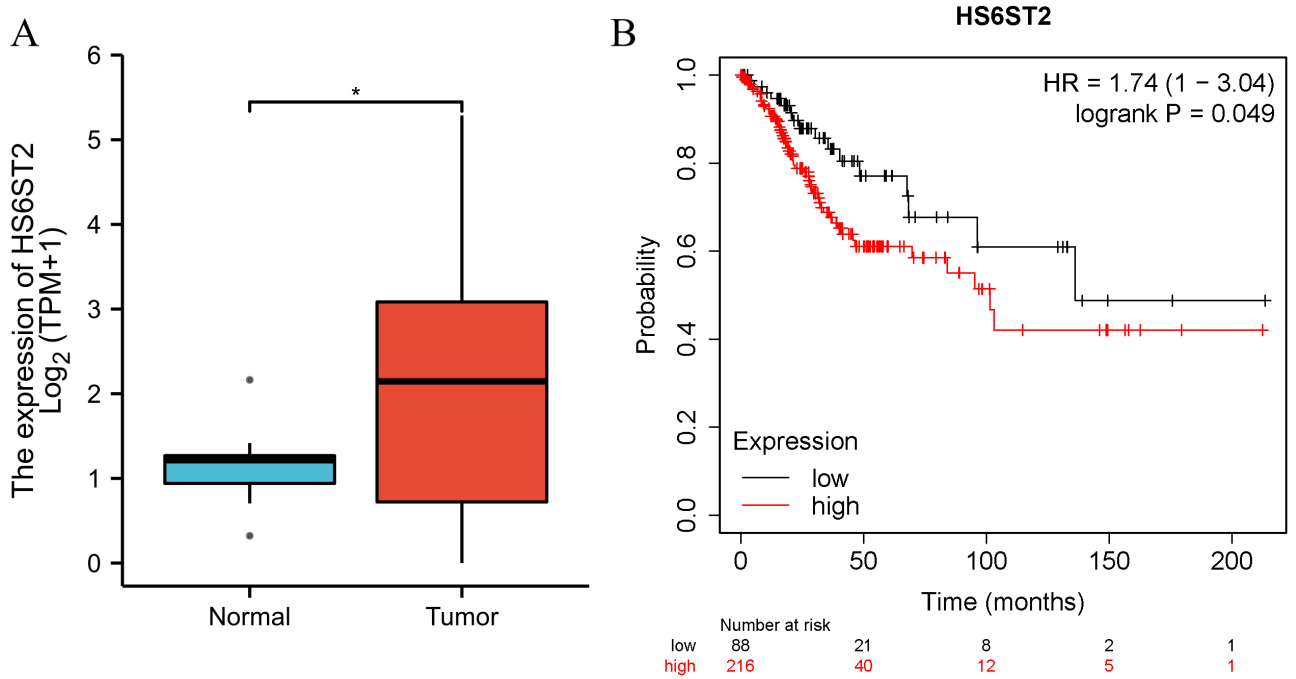 A
The expression of HS6ST2
Log2 (TPM+1)
6
5
4
3
2
1
0
*
Normal
Tumor
B
HS6ST2
HR = 1.74 (1 − 3.04)
logrank P = 0.049
Probability
1.0
0.8
0.6
0.4
0.2
0.0
Expression
low
high
0 50 100 150 200
Time (months)
Number at risk
low 88 21 8 2 1
high 216 40 12 5 1